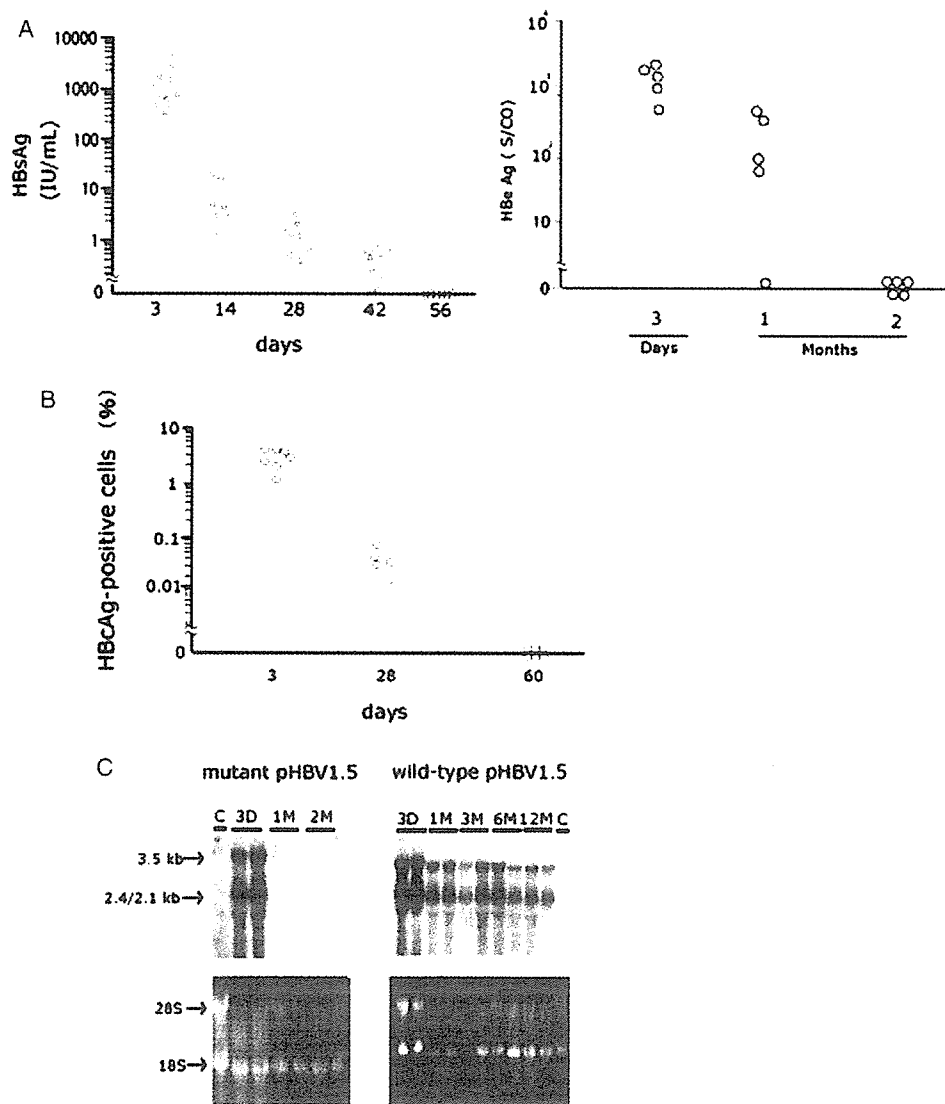 A
HBsAg
(IU/mL)
10000
1000
100
10
1
0
3 14 28 42 56
days
HBe Ag ( S/CO)
10⁴
10³
10²
10
0
3 1 2
Days Months
B
HBcAg-positive cells (%)
10
1
0.1
0.01
0
3 28 60
days
C
mutant pHBV1.5 wild-type pHBV1.5
C 3D 1M 2M 3D 1M 3M 6M 12M C
3.5 kb
2.4/2.1 kb
28S
18S